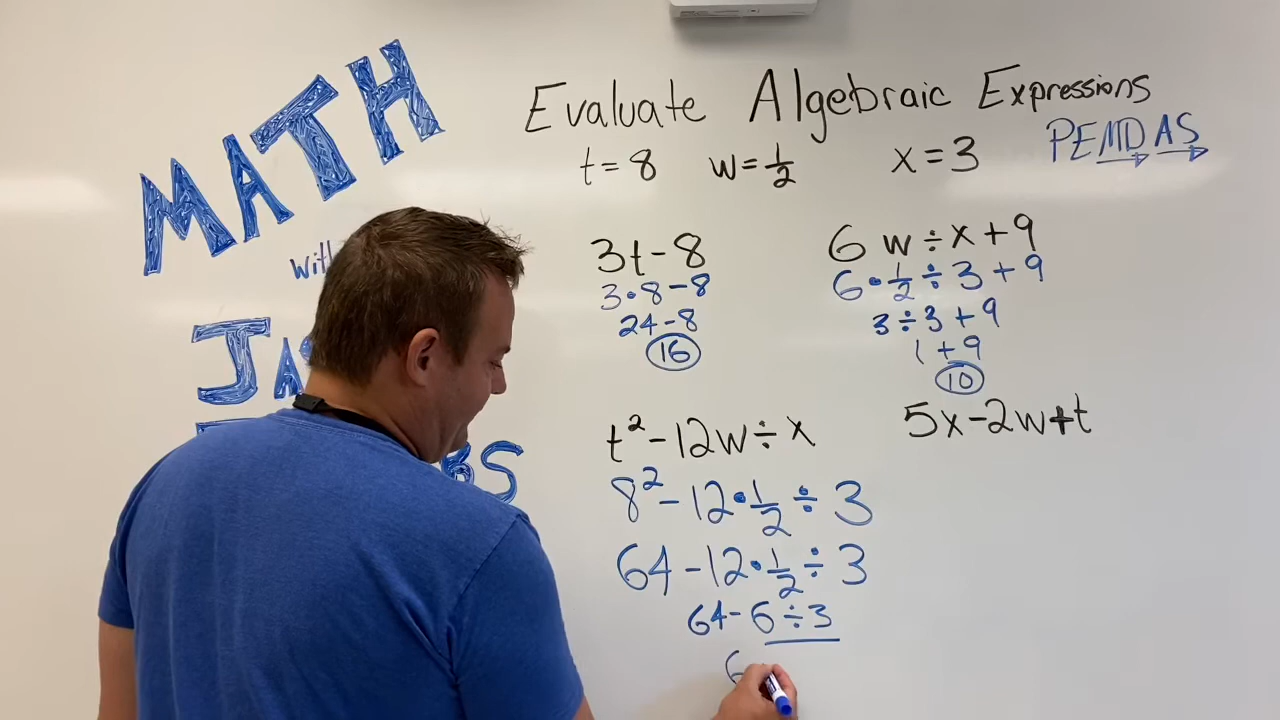 MATH
Evaluate Algebraic Expressions
PEMDAS
t=8 w=1/2 x=3
3t-8
3•8-8
24-8
16
6 w÷x+9
6•1/2÷3+9
3÷3+9
1+9
10
t²-12w÷x
8²-12•1/2÷3
64-12•1/2÷3
64-6÷3
6
5x-2w+t